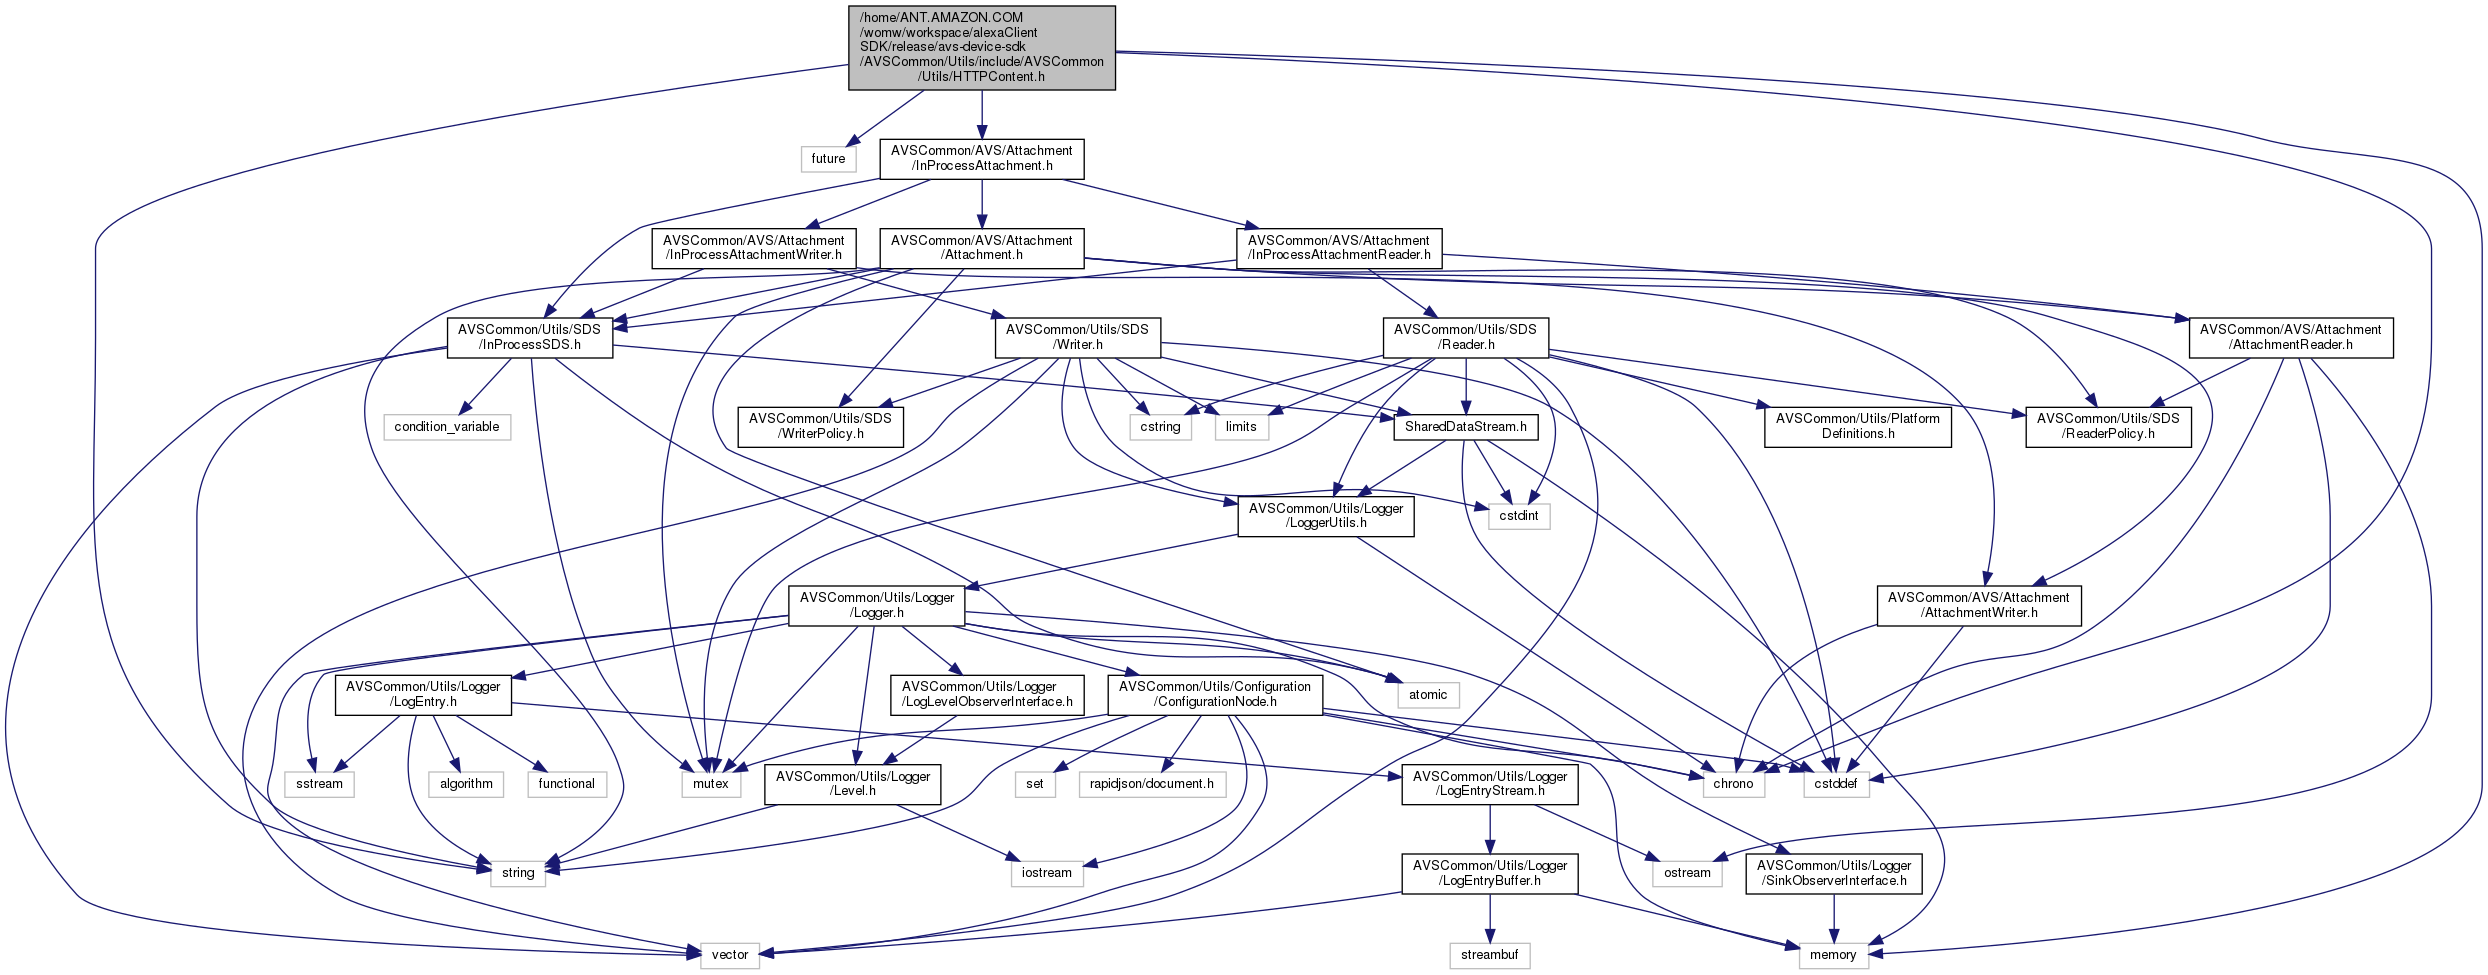 /home/ANT.AMAZON.COM
/womw/workspace/alexaClient
SDK/release/avs-device-sdk
/AVSCommon/Utils/include/AVSCommon
/Utils/HTTPContent.h
future
AVSCommon/AVS/Attachment
/InProcessAttachment.h
AVSCommon/AVS/Attachment
/InProcessAttachmentWriter.h
AVSCommon/AVS/Attachment
/Attachment.h
AVSCommon/AVS/Attachment
/InProcessAttachmentReader.h
AVSCommon/Utils/SDS
/InProcessSDS.h
AVSCommon/Utils/SDS
/Writer.h
AVSCommon/Utils/SDS
/Reader.h
AVSCommon/AVS/Attachment
/AttachmentReader.h
condition_variable
AVSCommon/Utils/SDS
/WriterPolicy.h
cstring
limits
SharedDataStream.h
AVSCommon/Utils/Platform
Definitions.h
AVSCommon/Utils/SDS
/ReaderPolicy.h
AVSCommon/Utils/Logger
/LoggerUtils.h
cstdint
AVSCommon/Utils/Logger
/Logger.h
AVSCommon/AVS/Attachment
/AttachmentWriter.h
AVSCommon/Utils/Logger
/LogEntry.h
AVSCommon/Utils/Logger
/LogLevelObserverInterface.h
AVSCommon/Utils/Configuration
/ConfigurationNode.h
atomic
sstream
algorithm
functional
mutex
AVSCommon/Utils/Logger
/Level.h
set
rapidjson/document.h
AVSCommon/Utils/Logger
/LogEntryStream.h
chrono
cstddef
string
iostream
AVSCommon/Utils/Logger
/LogEntryBuffer.h
ostream
AVSCommon/Utils/Logger
/SinkObserverInterface.h
vector
streambuf
memory